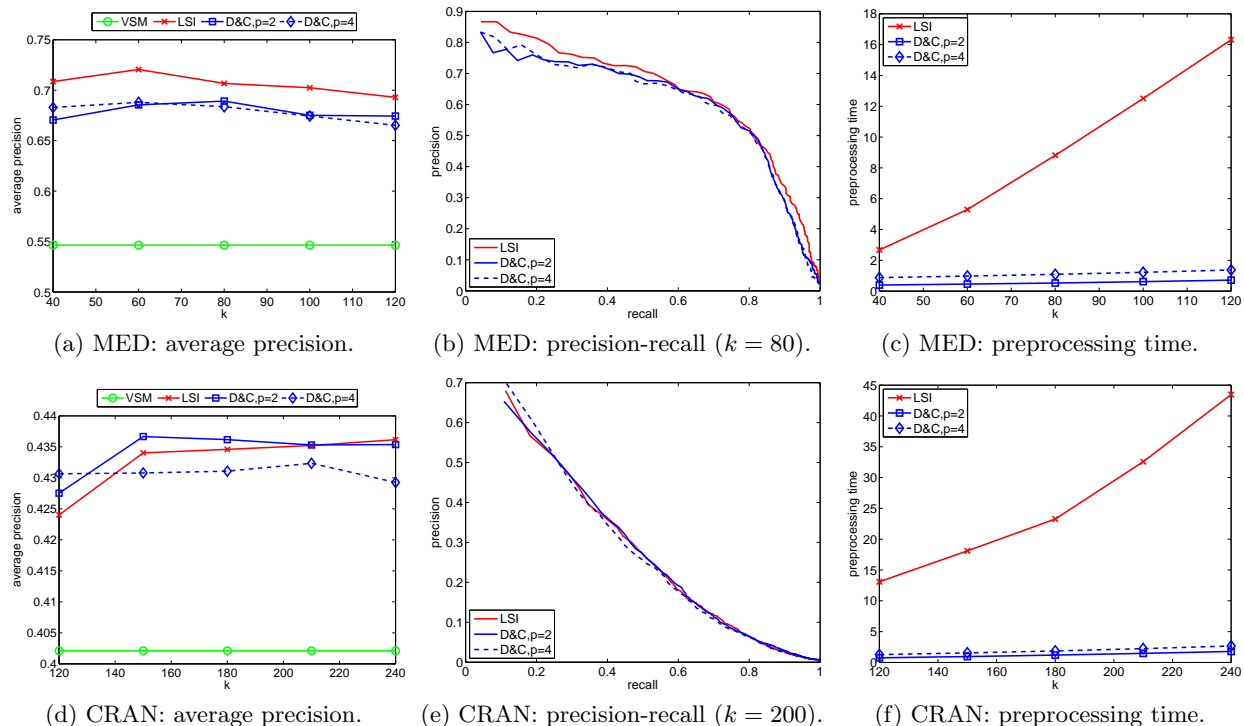 VSM LSI D&C,p=2 D&C,p=4
0.75
0.7
0.65
0.6
0.55
0.5
average precision
40 50 60 70 80 90 100 110 120
k
(a) MED: average precision.
1
0.9
0.8
0.7
0.6
0.5
0.4
0.3
0.2
0.1
0
precision
LSI
D&C,p=2
D&C,p=4
0 0.2 0.4 0.6 0.8 1
recall
(b) MED: precision-recall (k = 80).
18
16
14
12
10
8
6
4
2
0
preprocessing time
LSI
D&C,p=2
D&C,p=4
40 50 60 70 80 90 100 110 120
k
(c) MED: preprocessing time.
VSM LSI D&C,p=2 D&C,p=4
0.44
0.435
0.43
0.425
0.42
0.415
0.41
0.405
0.4
average precision
120 140 160 180 200 220 240
k
(d) CRAN: average precision.
0.7
0.6
0.5
0.4
0.3
0.2
0.1
0
precision
LSI
D&C,p=2
D&C,p=4
0 0.2 0.4 0.6 0.8 1
recall
(e) CRAN: precision-recall (k = 200).
45
40
35
30
25
20
15
10
5
0
preprocessing time
LSI
D&C,p=2
D&C,p=4
120 140 160 180 200 220 240
k
(f) CRAN: preprocessing time.